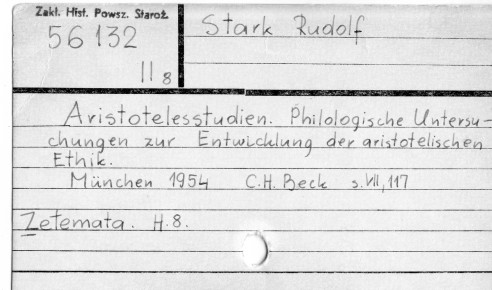 Zakł. Hist. Powsz. Staroż.
56132
II 8
Stark Rudolf
Aristotelesstudien. Philologische Untersu-
chungen zur Entwicklung der aristotelischen
Ethik.
München 1954 C.H. Beck s. VII, 117
Zetemata. H. 8.